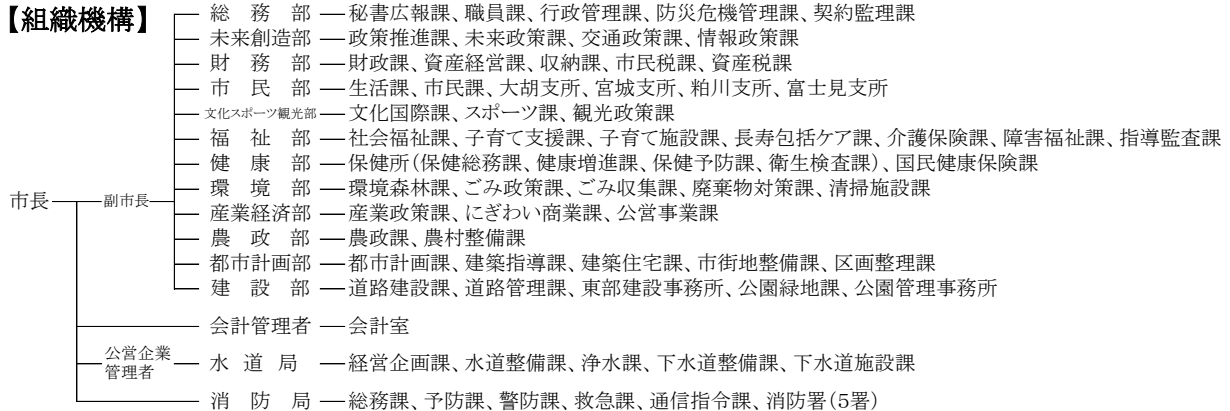 【組織機構】
総務部 ― 秘書広報課、職員課、行政管理課、防災危機管理課、契約監理課
未来創造部 ― 政策推進課、未来政策課、交通政策課、情報政策課
財務部 ― 財政課、資産経営課、収納課、市民税課、資産税課
市民部 ― 生活課、市民課、大胡支所、宮城支所、粕川支所、富士見支所
文化スポーツ観光部 ― 文化国際課、スポーツ課、観光政策課
福祉部 ― 社会福祉課、子育て支援課、子育て施設課、長寿包括ケア課、介護保険課、障害福祉課、指導監査課
健康部 ― 保健所(保健総務課、健康増進課、保健予防課、衛生検査課)、国民健康保険課
環境部 ― 環境森林課、ごみ政策課、ごみ収集課、廃棄物対策課、清掃施設課
市長 ― 副市長 ― 産業経済部 ― 産業政策課、にぎわい商業課、公営事業課
農政部 ― 農政課、農村整備課
都市計画部 ― 都市計画課、建築指導課、建築住宅課、市街地整備課、区画整理課
建設部 ― 道路建設課、道路管理課、東部建設事務所、公園緑地課、公園管理事務所
会計管理者 ― 会計室
公営企業管理者 ― 水道局 ― 経営企画課、水道整備課、浄水課、下水道整備課、下水道施設課
消防局 ― 総務課、予防課、警防課、救急課、通信指令課、消防署(5署)